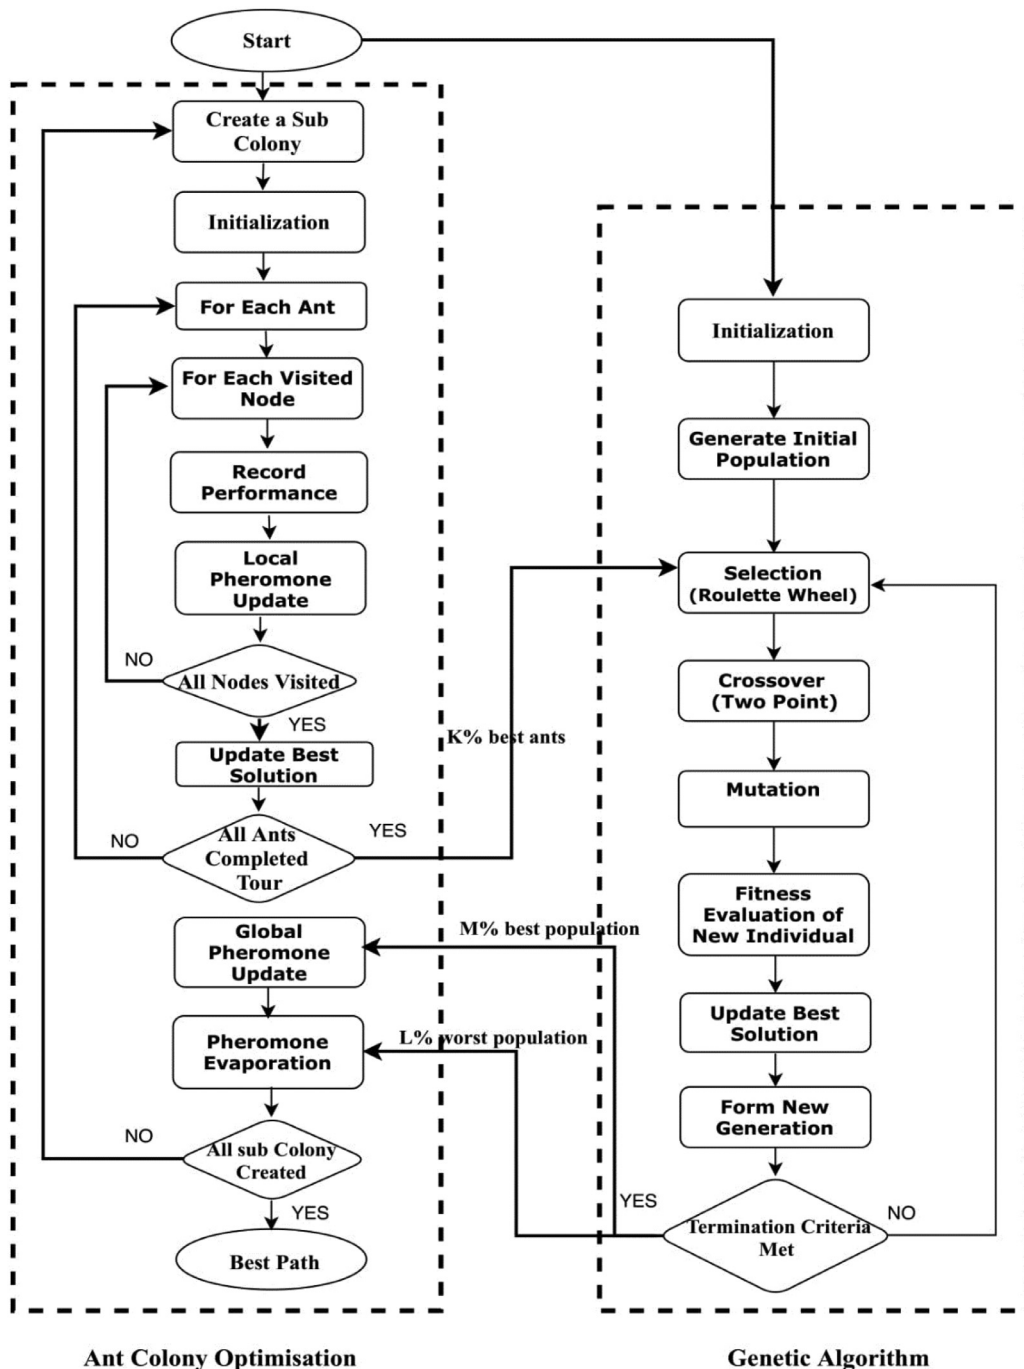 Start
Create a Sub
Colony
Initialization
For Each Ant
For Each Visited
Node
Record
Performance
Local
Pheromone
Update
NO
All Nodes Visited
YES
Update Best
Solution
NO
All Ants
Completed
Tour
YES
K% best ants
Global
Pheromone
Update
M% best population
Pheromone
Evaporation
L% worst population
NO
All sub Colony
Created
YES
Best Path
Ant Colony Optimisation
Initialization
Generate Initial
Population
Selection
(Roulette Wheel)
Crossover
(Two Point)
Mutation
Fitness
Evaluation of
New Individual
Update Best
Solution
Form New
Generation
YES
Termination Criteria
Met
NO
Genetic Algorithm